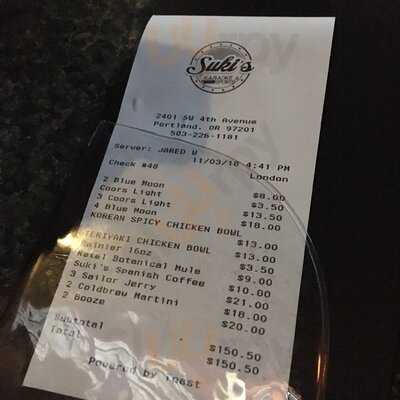 Suki's
KARAOKE &
2401 SW 4th Avenue
Portland, OR 97201
503-226-1181
Server: JARED W
11/03/18 4:41 PM
Check #48
London
2 Blue Moon $8.00
Coors Light $3.50
3 Coors Light $13.50
4 Blue Moon $18.00
KOREAN SPICY CHICKEN BOWL $13.00
TERIYAKI CHICKEN BOWL $13.00
Rainier 16oz $3.50
Ketel Botanical Mule $9.00
Suki's Spanish Coffee $10.00
3 Sailor Jerry $21.00
2 Coldbrew Martini $18.00
2 Booze $20.00
Subtotal $150.50
Total $150.50
Powered by Toast